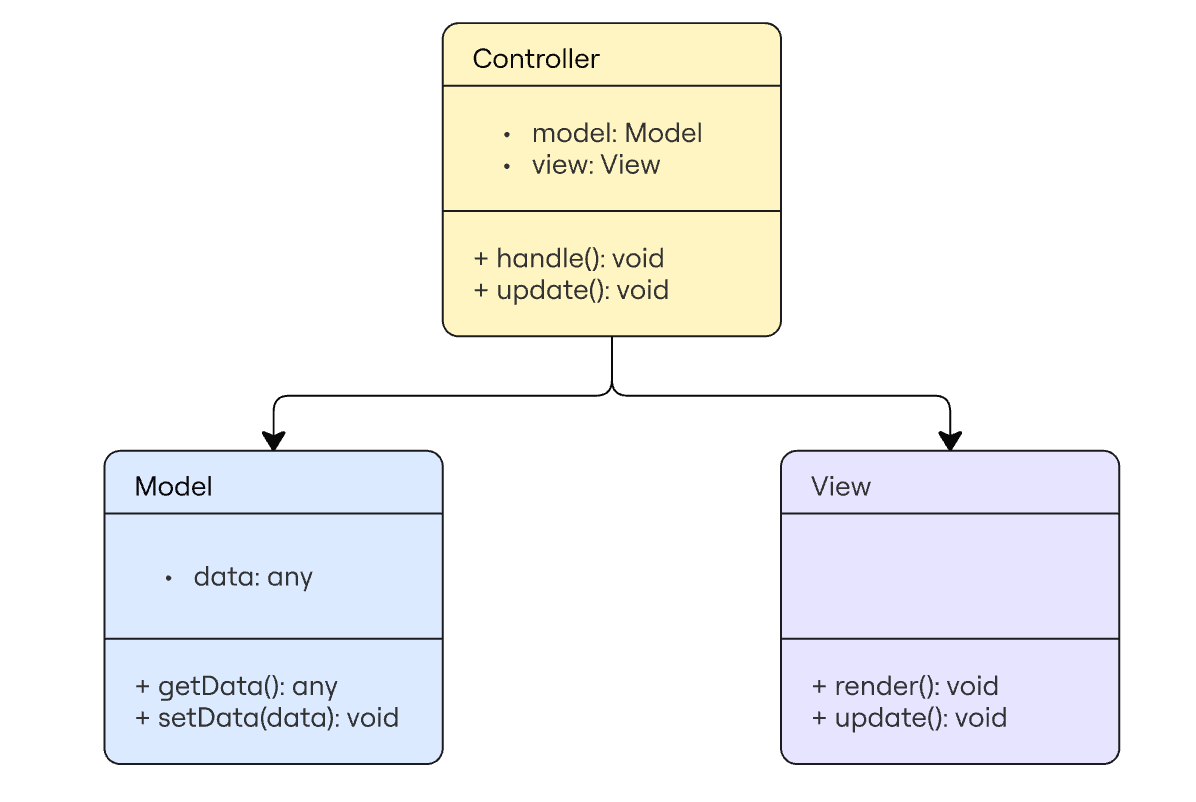 Controller
• model: Model
• view: View
+ handle(): void
+ update(): void
Model
• data: any
+ getData(): any
+ setData(data): void
View
+ render(): void
+ update(): void